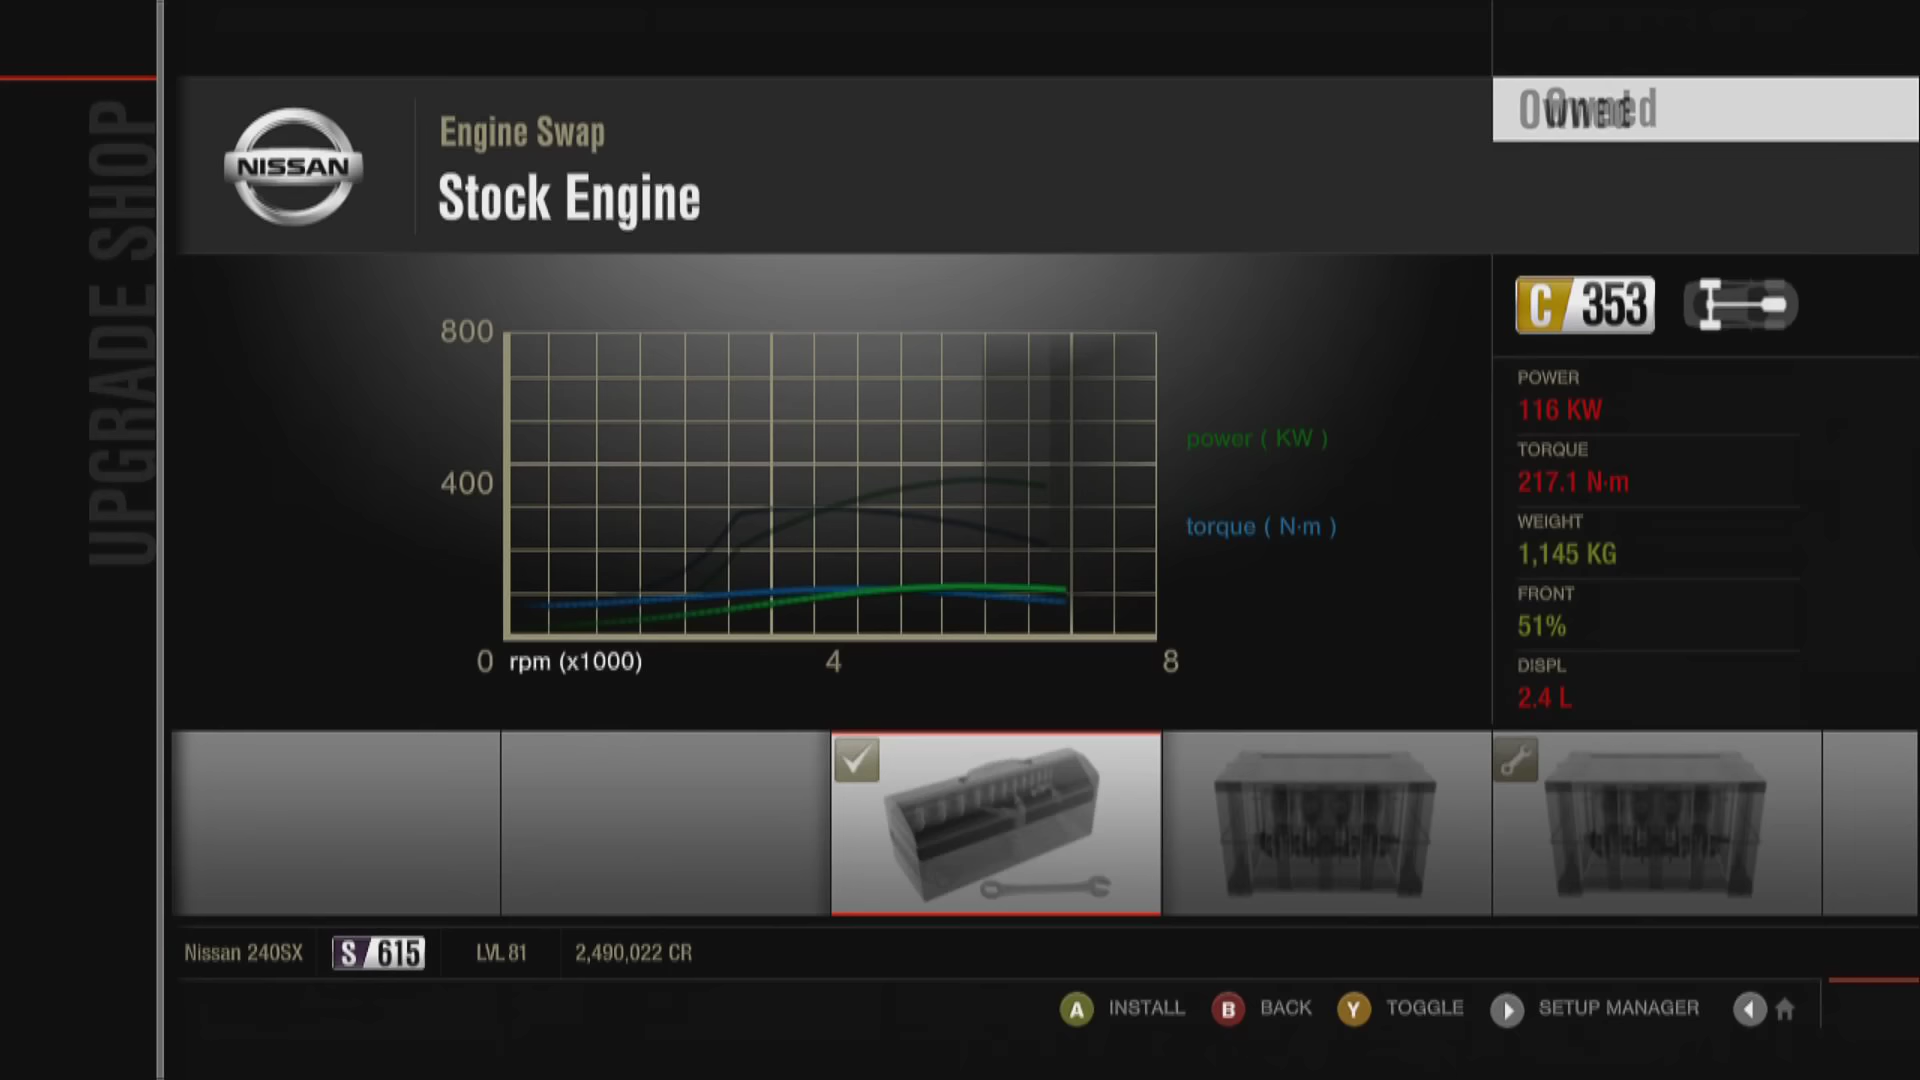 UPGRADE SHOP
NISSAN
Engine Swap
Stock Engine
C 353
POWER
116 KW
TORQUE
217.1 N·m
WEIGHT
1,145 KG
FRONT
51%
DISPL
2.4 L
800
400
0 rpm (x1000) 4 8
power ( KW )
torque ( N·m )
Nissan 240SX S 615 LVL 81 2,490,022 CR
A INSTALL B BACK Y TOGGLE SETUP MANAGER